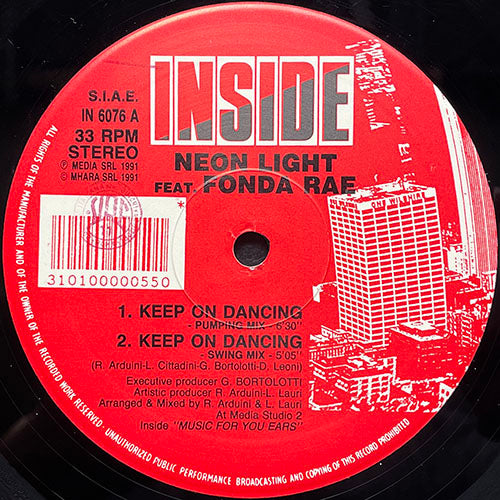 INSIDE
S.I.A.E.
IN 6076 A
33 RPM
STEREO
℗ MEDIA SRL 1991
© MHARA SRL 1991
NEON LIGHT
FEAT. FONDA RAE
310100000550
1. KEEP ON DANCING
- PUMPING MIX - 6'30"
2. KEEP ON DANCING
- SWING MIX - 5'05"
(R. Arduini-L. Cittadini-G. Bortolotti-D. Leoni)
Executive producer G. BORTOLOTTI
Artistic producer R. Arduini-L. Lauri
Arranged & Mixed by R. Arduini & L. Lauri
At Media Studio 2
Inside "MUSIC FOR YOU EARS"
ALL RIGHTS OF THE MANUFACTURER AND OF THE OWNER OF THE RECORDED WORK RESERVED. UNAUTHORIZED PUBLIC PERFORMANCE BROADCASTING AND COPYING OF THIS RECORD PROHIBITED